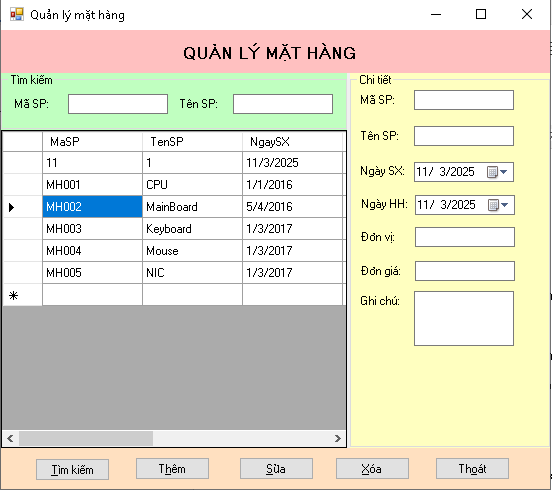 Quản lý mặt hàng
QUẢN LÝ MẶT HÀNG
Tìm kiếm
Mã SP:
Tên SP:
MaSP TenSP NgaySX
11 1 11/3/2025
MH001 CPU 1/1/2016
MH002 MainBoard 5/4/2016
MH003 Keyboard 1/3/2017
MH004 Mouse 1/3/2017
MH005 NIC 1/3/2017
Chi tiết
Mã SP:
Tên SP:
Ngày SX: 11/ 3/2025
Ngày HH: 11/ 3/2025
Đơn vị:
Đơn giá:
Ghi chú:
Tìm kiếm Thêm Sửa Xóa Thoát